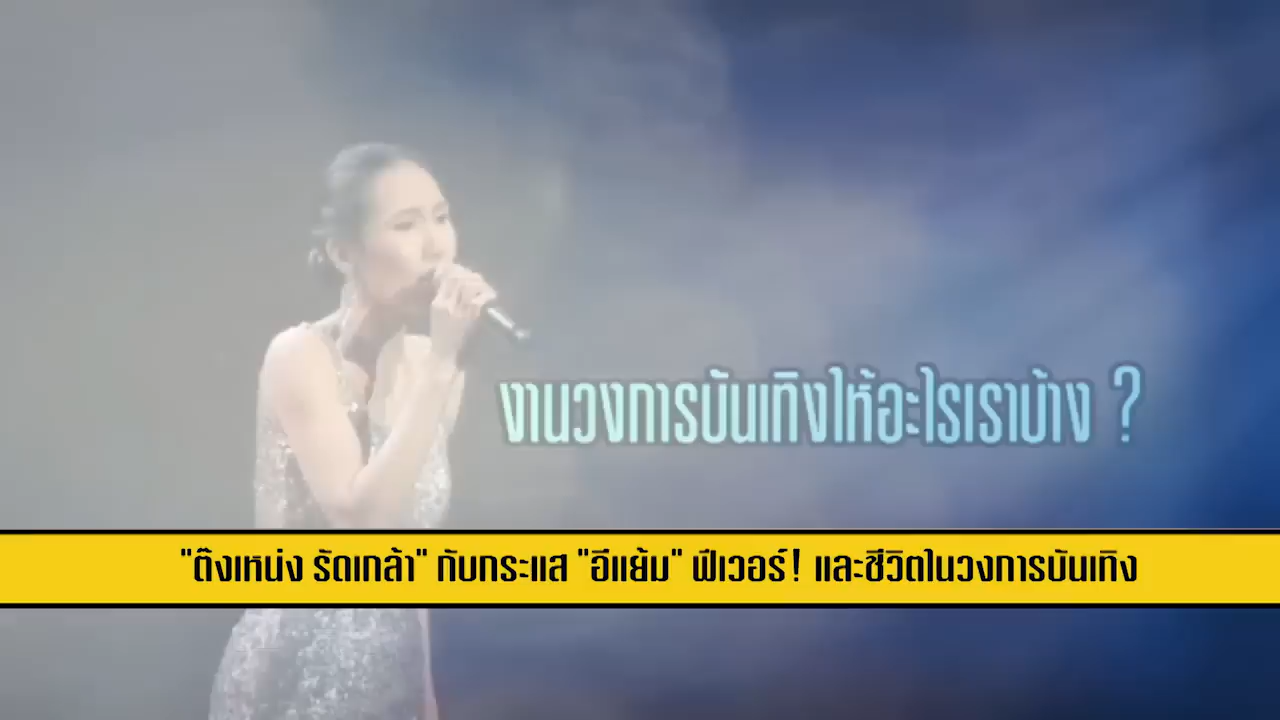 งานวงการบันเทิงให้อะไรเราบ้าง ?
"ติ๊งเหน่ง รัดเกล้า" กับกระแส "อีแย้ม" ฟีเวอร์! และชีวิตในวงการบันเทิง